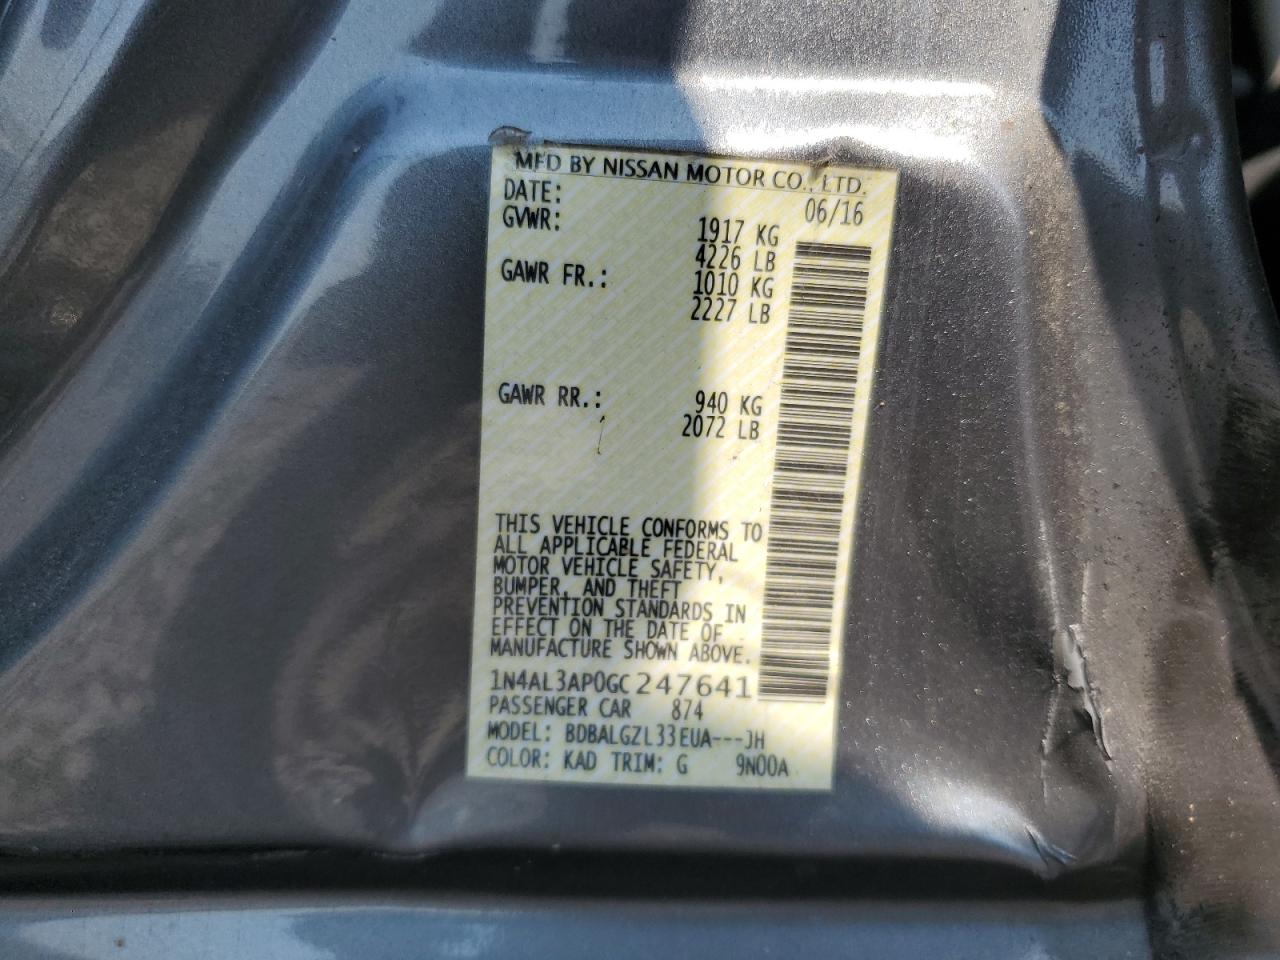 MFD BY NISSAN MOTOR CO., LTD.
DATE: 06/16
GVWR: 1917 KG
4226 LB
GAWR FR.: 1010 KG
2227 LB
GAWR RR.: 940 KG
2072 LB
THIS VEHICLE CONFORMS TO
ALL APPLICABLE FEDERAL
MOTOR VEHICLE SAFETY,
BUMPER, AND THEFT
PREVENTION STANDARDS IN
EFFECT ON THE DATE OF
MANUFACTURE SHOWN ABOVE.
1N4AL3AP0GC247641
PASSENGER CAR 874
MODEL: BDBALGZL33EUA---JH
COLOR: KAD TRIM: G 9N00A